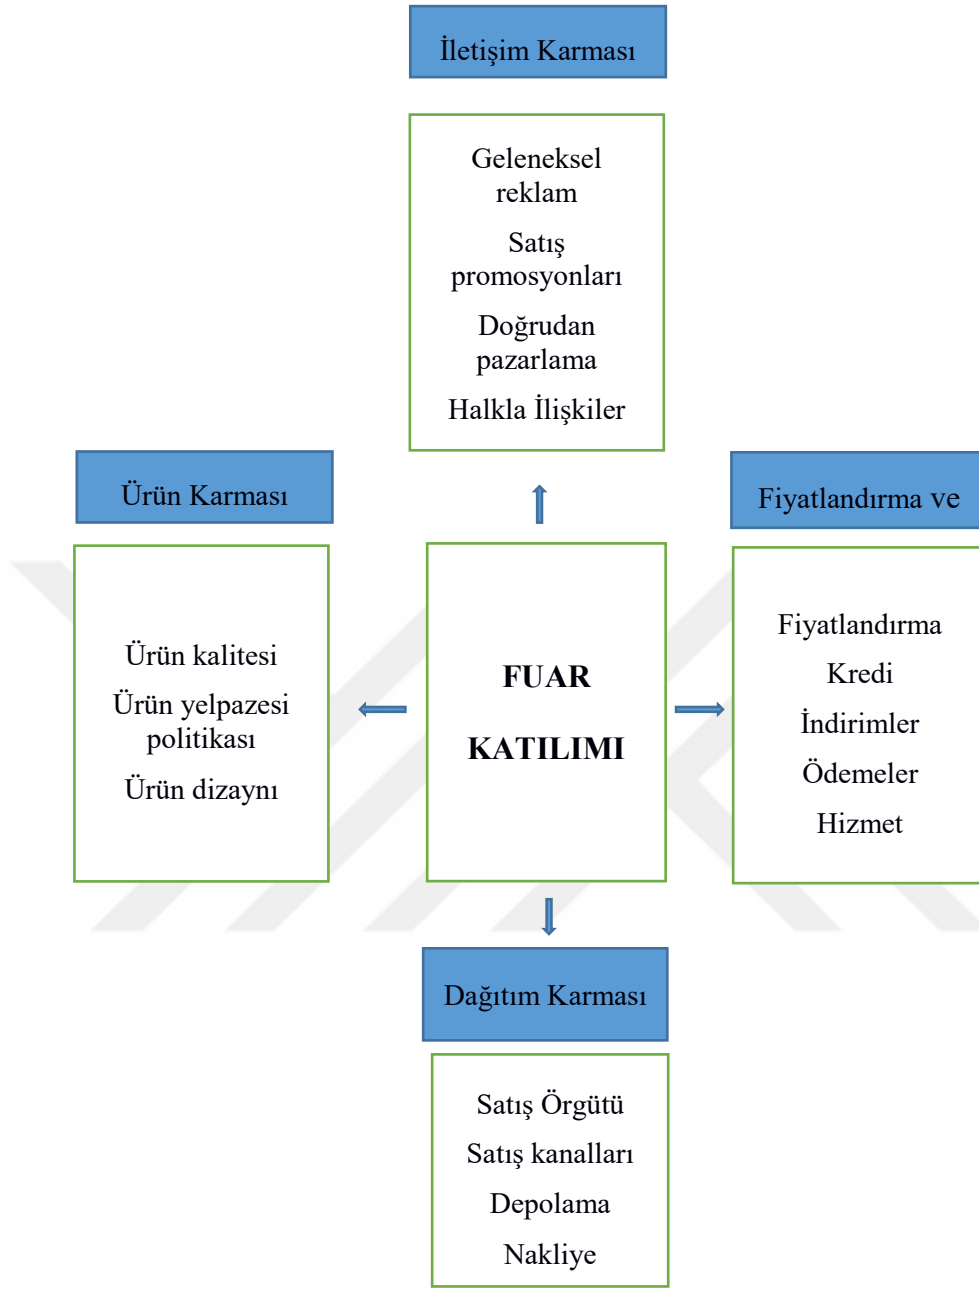 İletişim Karması
Geleneksel
reklam
Satış
promosyonları
Doğrudan
pazarlama
Halkla İlişkiler
Ürün Karması
Ürün kalitesi
Ürün yelpazesi
politikası
Ürün dizaynı
FUAR
KATILIMI
Fiyatlandırma ve
Fiyatlandırma
Kredi
İndirimler
Ödemeler
Hizmet
Dağıtım Karması
Satış Örgütü
Satış kanalları
Depolama
Nakliye